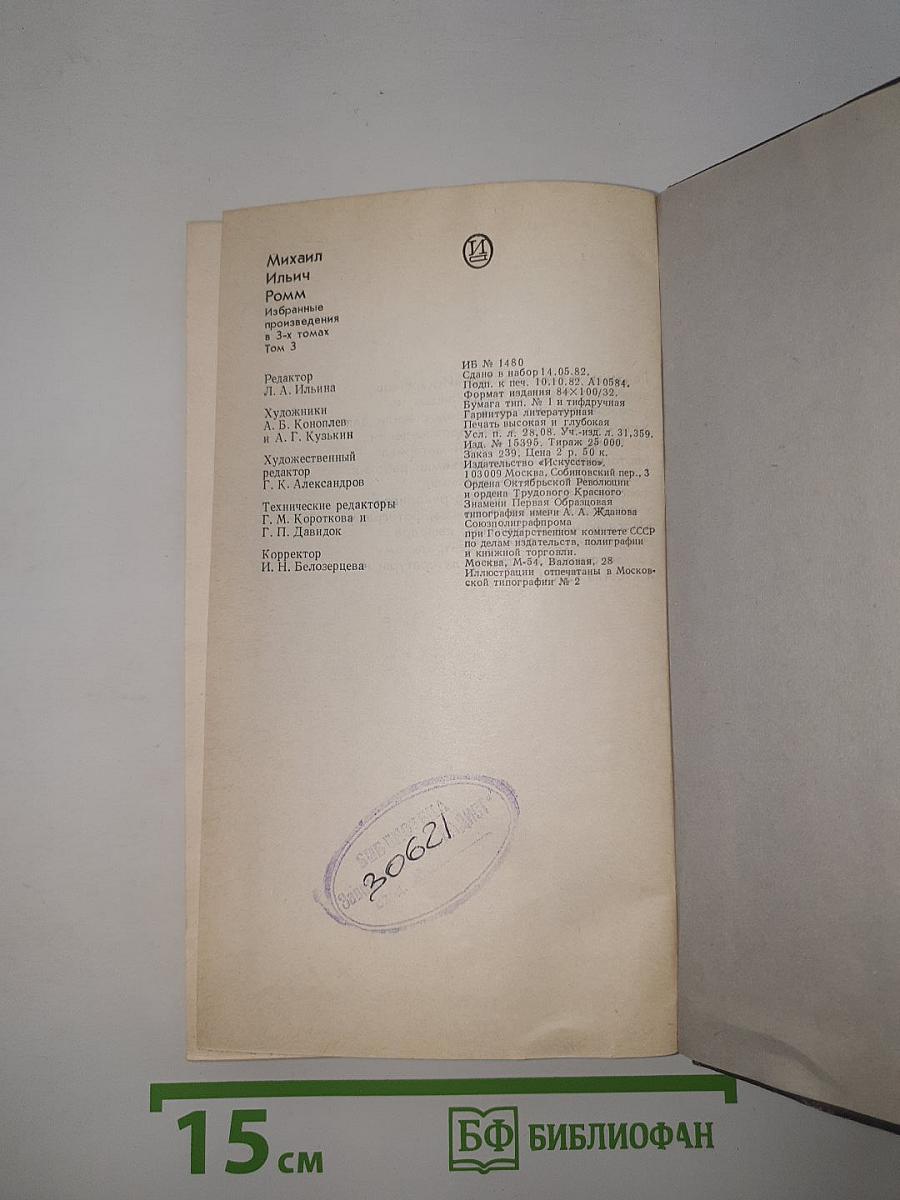 Михаил
Ильич
Ромм
Избранные
произведения
в 3-х томах
Том 3
Редактор
Л. А. Ильина
Художники
А. Б. Коноплев
и А. Г. Кузькин
Художественный
редактор
Г. К. Александров
Технические редакторы
Г. М. Короткова и
Г. П. Давидок
Корректор
И. Н. Белозерцева
И
ИБ № 1480
Сдано в набор 14.05.82.
Подп. к печ. 10.10.82. А10584.
Формат издания 84×100/32.
Бумага тип. № 1 и тифдручная
Гарнитура литературная
Печать высокая и глубокая
Усл. п. л. 28,08. Уч.-изд. л. 31,359.
Изд. № 15395. Тираж 25 000.
Заказ 239. Цена 2 р. 50 к.
Издательство «Искусство»,
103009 Москва, Собиновский пер., 3
Ордена Октябрьской Революции
и ордена Трудового Красного
Знамени Первая Образцовая
типография имени А. А. Жданова
Союзполиграфпрома
при Государственном комитете СССР
по делам издательств, полиграфии
и книжной торговли.
Москва, М-54, Валовая, 28
Иллюстрации отпечатаны в Москов-
ской типографии № 2
БИБЛИОТЕКА
30621
15 см
БФ БИБЛИОФАН